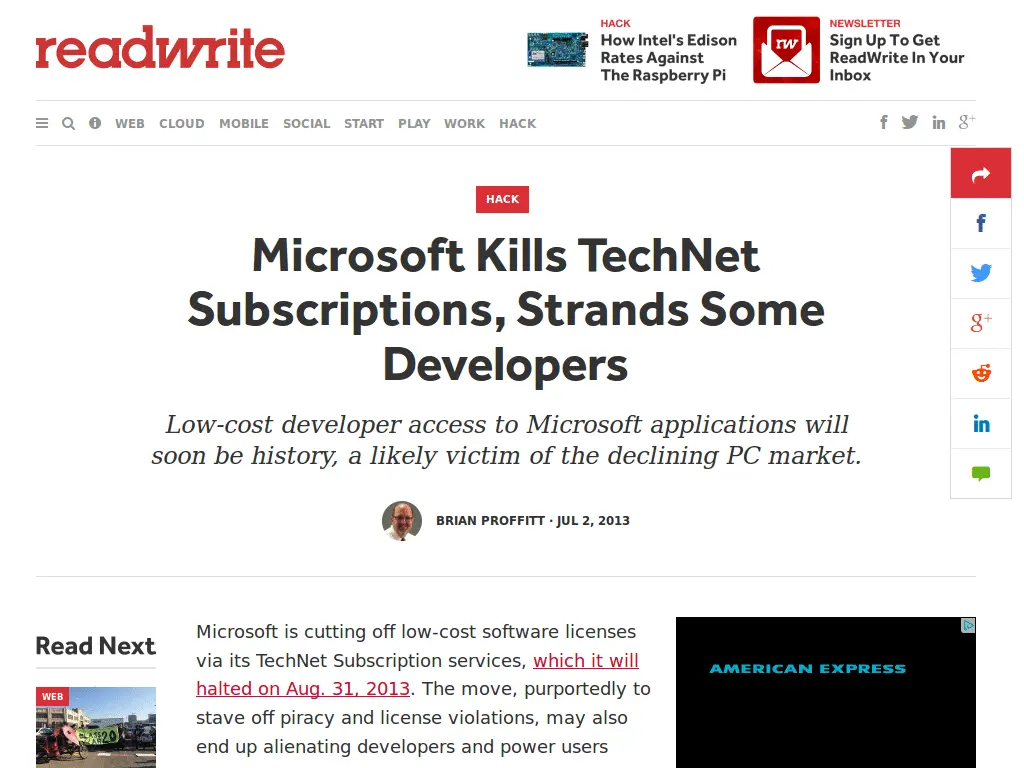 readwrite
HACK
How Intel's Edison
Rates Against
The Raspberry Pi
rw
NEWSLETTER
Sign Up To Get
ReadWrite In Your
Inbox
WEB CLOUD MOBILE SOCIAL START PLAY WORK HACK
f in g+
f
g+
in
HACK
Microsoft Kills TechNet
Subscriptions, Strands Some
Developers
Low-cost developer access to Microsoft applications will
soon be history, a likely victim of the declining PC market.
BRIAN PROFFITT · JUL 2, 2013
Read Next
WEB
Microsoft is cutting off low-cost software licenses
via its TechNet Subscription services, which it will
halted on Aug. 31, 2013. The move, purportedly to
stave off piracy and license violations, may also
end up alienating developers and power users
AMERICAN EXPRESS